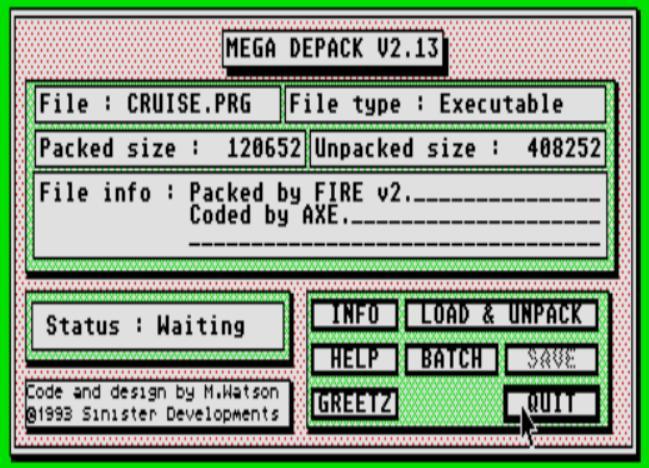 MEGA DEPACK V2.13
File : CRUISE.PRG
File type : Executable
Packed size : 120652
Unpacked size : 408252
File info : Packed by FIRE v2.______________
Coded by AXE.___________________
________________________________
Status : Waiting
INFO
LOAD & UNPACK
HELP
BATCH
SAVE
GREETZ
QUIT
Code and design by M.Watson
@1993 Sinister Developments